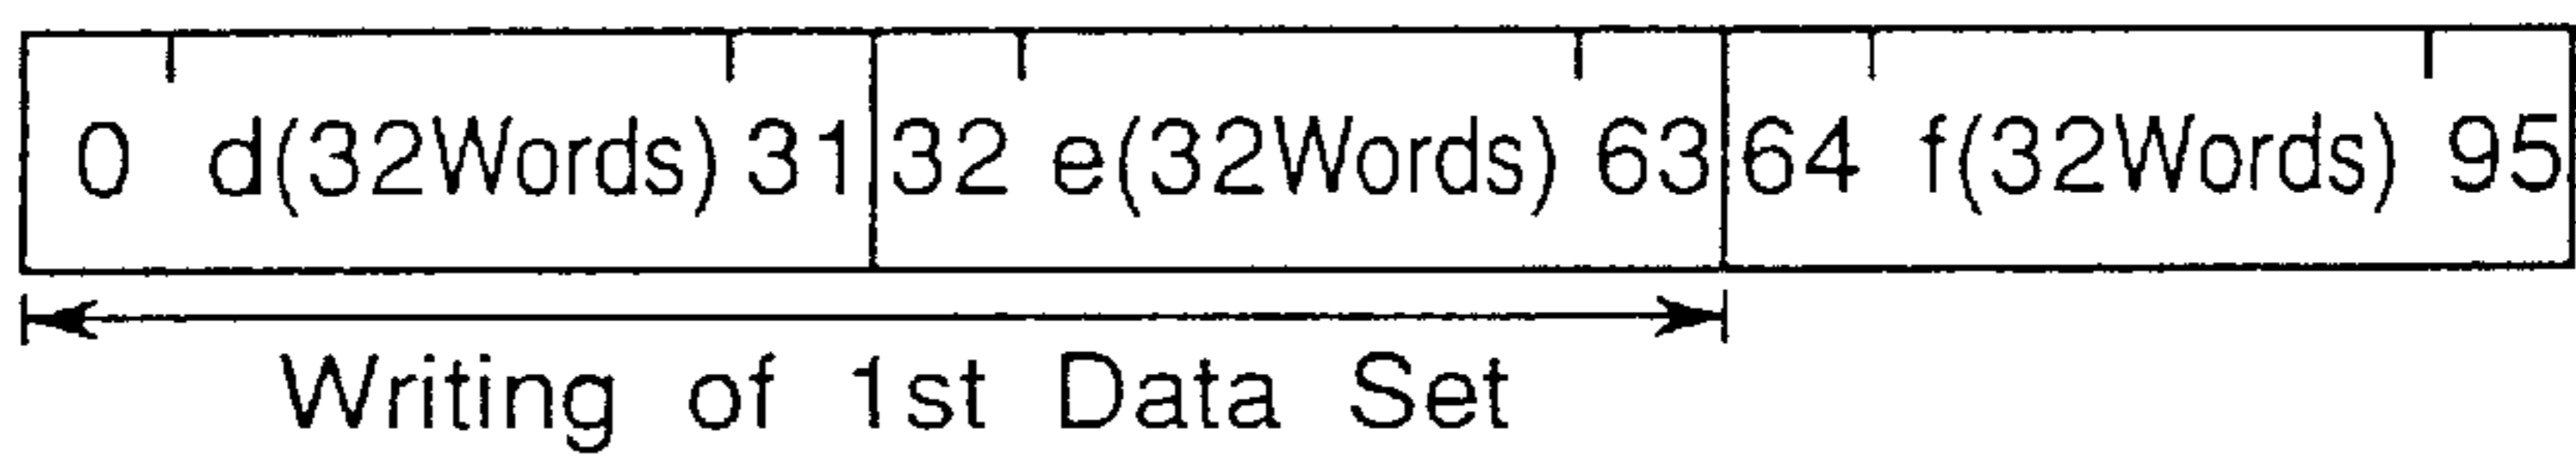 0 d(32Words) 31 32 e(32Words) 63 64 f(32Words) 95
Writing of 1st Data Set